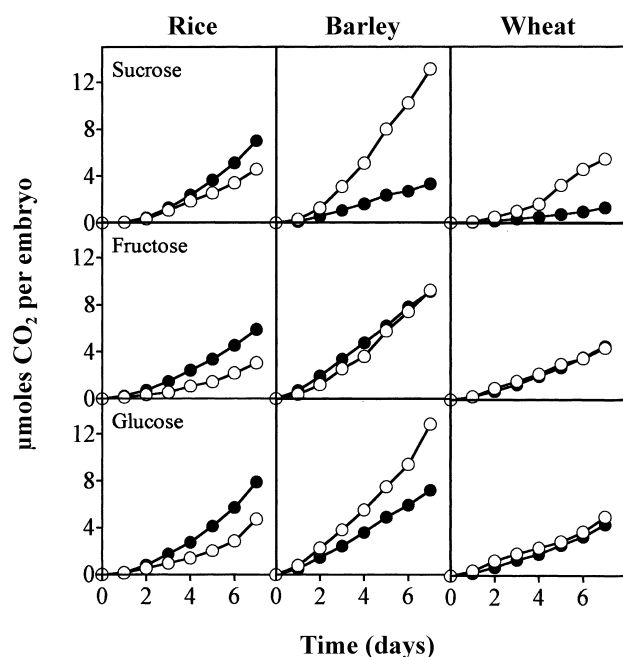 Rice Barley Wheat
Sucrose
12
8
4
0
Fructose
12
8
4
0
Glucose
12
8
4
0
0 2 4 6 0 2 4 6 0 2 4 6
µmoles CO₂ per embryo
Time (days)